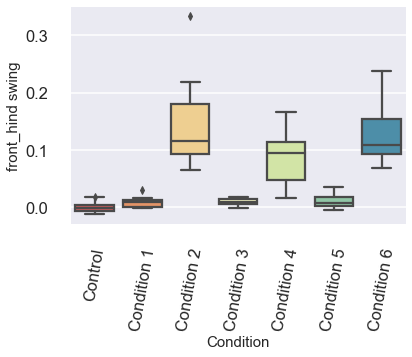 front_hind swing
0.3
0.2
0.1
0.0
Control
Condition 1
Condition 2
Condition 3
Condition 4
Condition 5
Condition 6
Condition